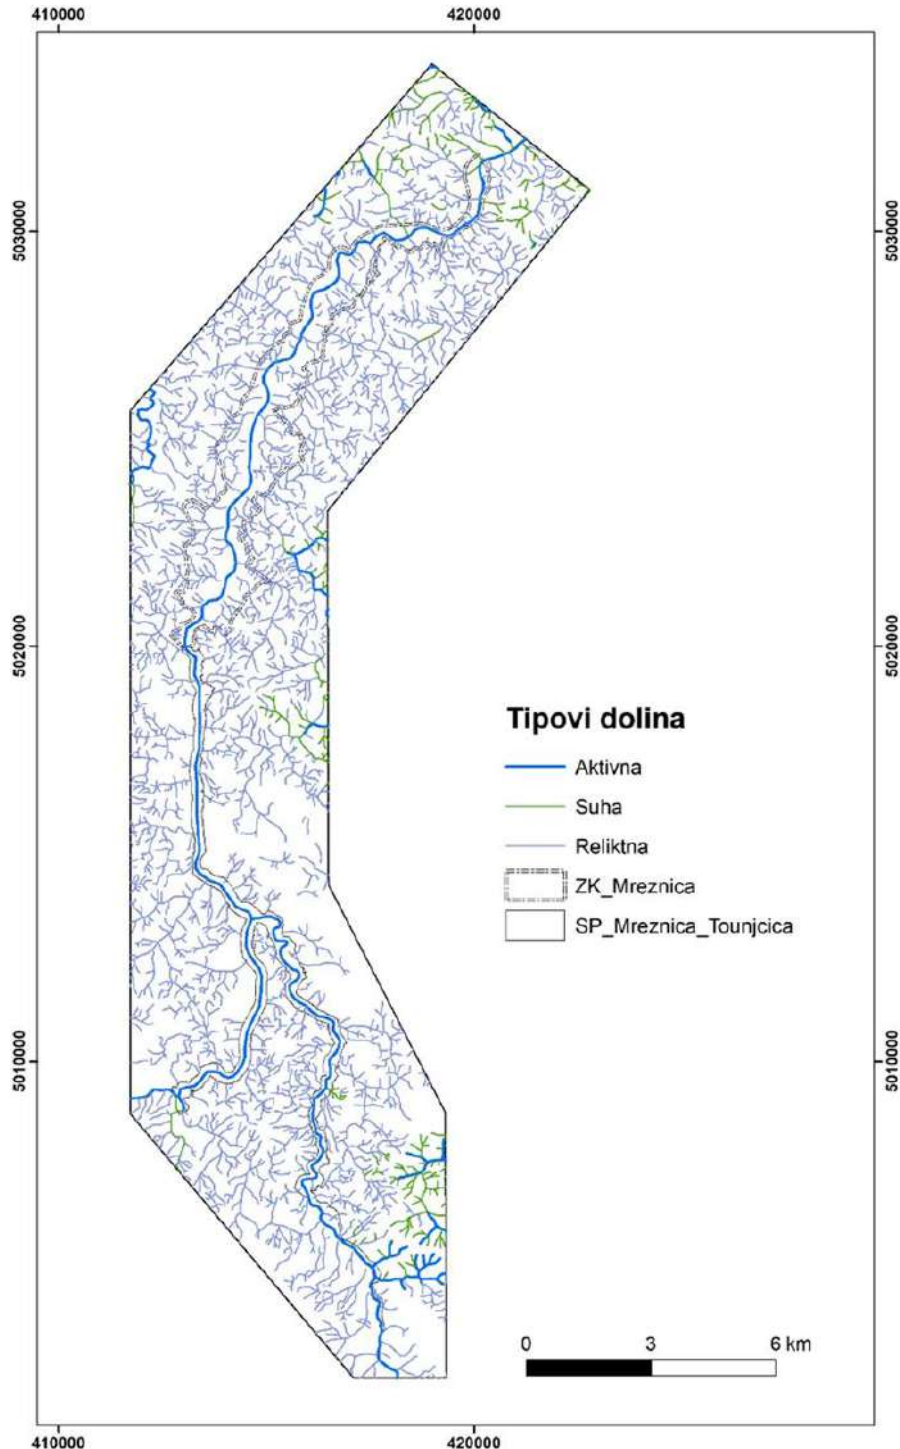 410000
420000
5030000
5030000
5020000
5020000
Tipovi dolina
Aktivna
Suha
Reliktna
ZK_Mreznica
SP_Mreznica_Tounjcica
5010000
5010000
0 3 6 km
410000
420000